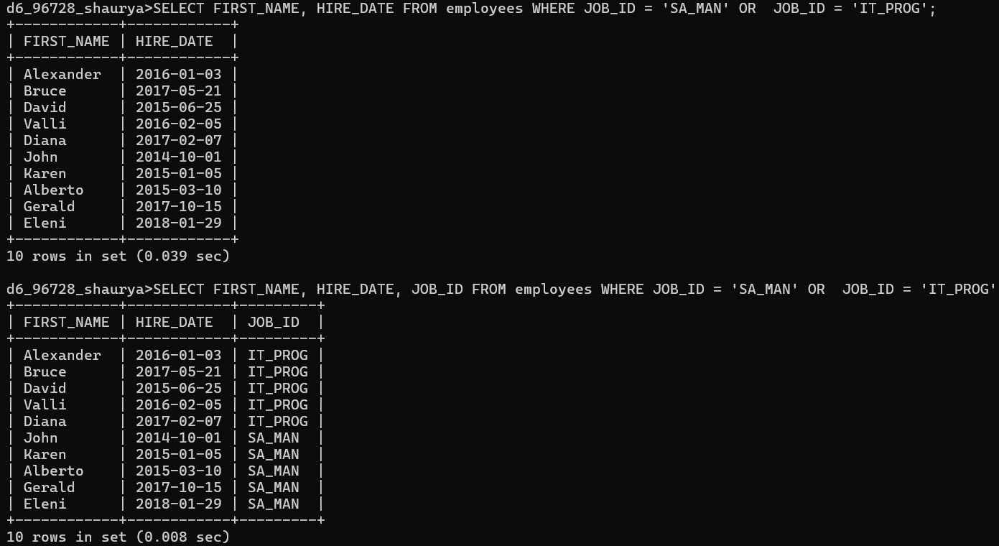 d6_96728_shaurya>SELECT FIRST_NAME, HIRE_DATE FROM employees WHERE JOB_ID = 'SA_MAN' OR  JOB_ID = 'IT_PROG';
+------------+------------+
| FIRST_NAME | HIRE_DATE  |
+------------+------------+
| Alexander  | 2016-01-03 |
| Bruce      | 2017-05-21 |
| David      | 2015-06-25 |
| Valli      | 2016-02-05 |
| Diana      | 2017-02-07 |
| John       | 2014-10-01 |
| Karen      | 2015-01-05 |
| Alberto    | 2015-03-10 |
| Gerald     | 2017-10-15 |
| Eleni      | 2018-01-29 |
+------------+------------+
10 rows in set (0.039 sec)

d6_96728_shaurya>SELECT FIRST_NAME, HIRE_DATE, JOB_ID FROM employees WHERE JOB_ID = 'SA_MAN' OR  JOB_ID = 'IT_PROG'
+------------+------------+---------+
| FIRST_NAME | HIRE_DATE  | JOB_ID  |
+------------+------------+---------+
| Alexander  | 2016-01-03 | IT_PROG |
| Bruce      | 2017-05-21 | IT_PROG |
| David      | 2015-06-25 | IT_PROG |
| Valli      | 2016-02-05 | IT_PROG |
| Diana      | 2017-02-07 | IT_PROG |
| John       | 2014-10-01 | SA_MAN  |
| Karen      | 2015-01-05 | SA_MAN  |
| Alberto    | 2015-03-10 | SA_MAN  |
| Gerald     | 2017-10-15 | SA_MAN  |
| Eleni      | 2018-01-29 | SA_MAN  |
+------------+------------+---------+
10 rows in set (0.008 sec)